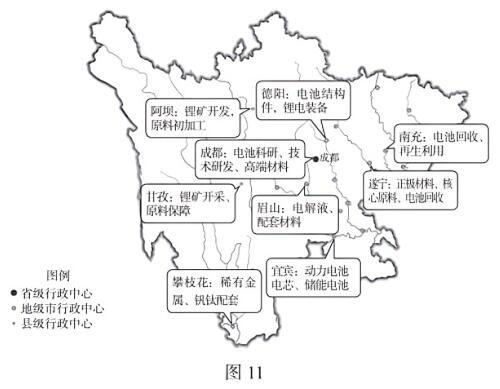 德阳：电池结构
件，锂电装备
阿坝：锂矿开发，
原料初加工
南充：电池回收、
再生利用
成都：电池科研、技
术研发、高端材料
成都
遂宁：正极材料、核
心原料、电池回收
甘孜：锂矿开采、
原料保障
眉山：电解液、
配套材料
宜宾：动力电池
电芯、储能电池
攀枝花：稀有金
属、钒钛配套
图例
省级行政中心
地级市行政中心
县级行政中心
图 11